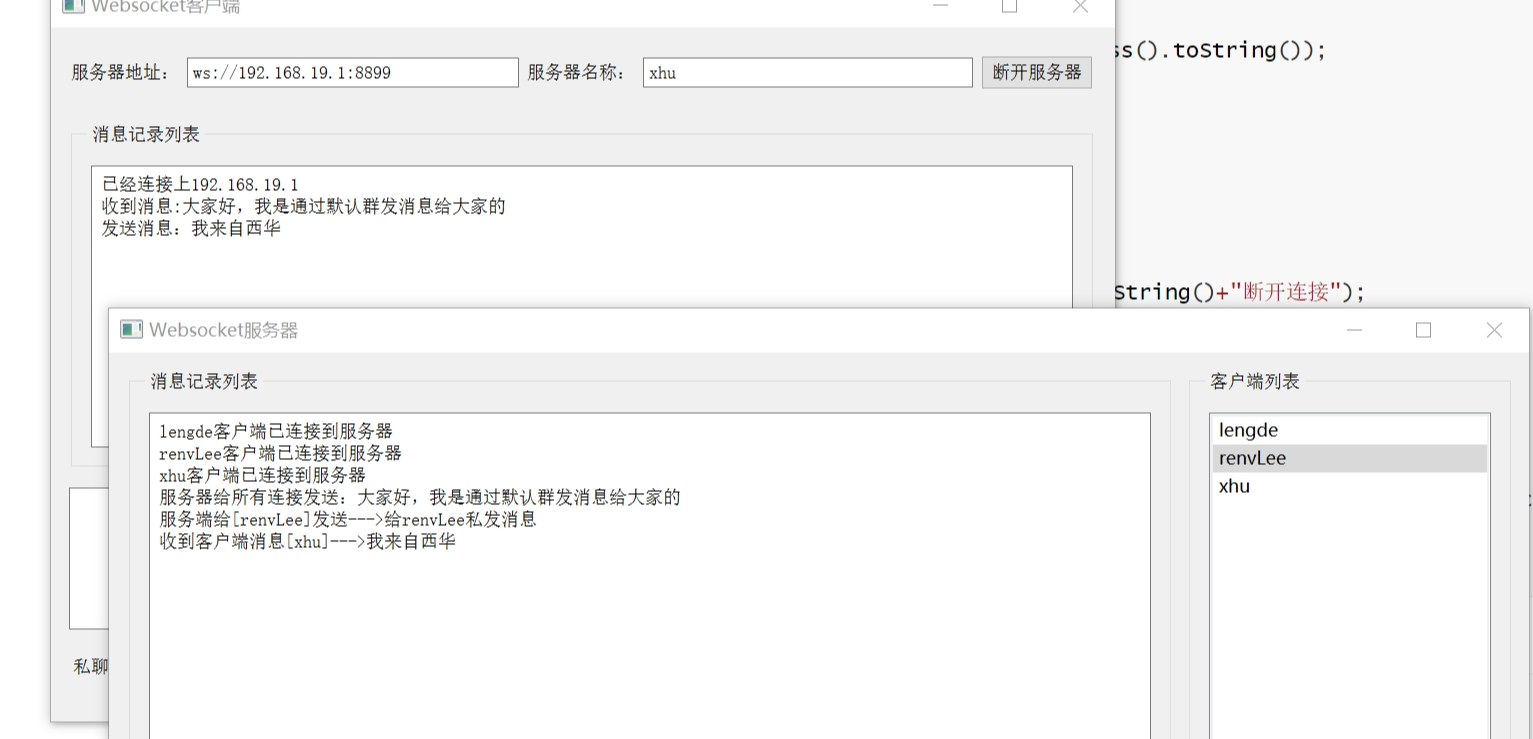 Websocket客户端
ss().toString());
服务器地址： ws://192.168.19.1:8899 服务器名称： xhu 断开服务器
消息记录列表
已经连接上192.168.19.1
收到消息:大家好，我是通过默认群发消息给大家的
发送消息：我来自西华
String()+"断开连接");
Websocket服务器
消息记录列表
lengde客户端已连接到服务器
renvLee客户端已连接到服务器
xhu客户端已连接到服务器
服务器给所有连接发送：大家好，我是通过默认群发消息给大家的
服务端给[renvLee]发送--->给renvLee私发消息
收到客户端消息[xhu]--->我来自西华
客户端列表
lengde
renvLee
xhu
私聊